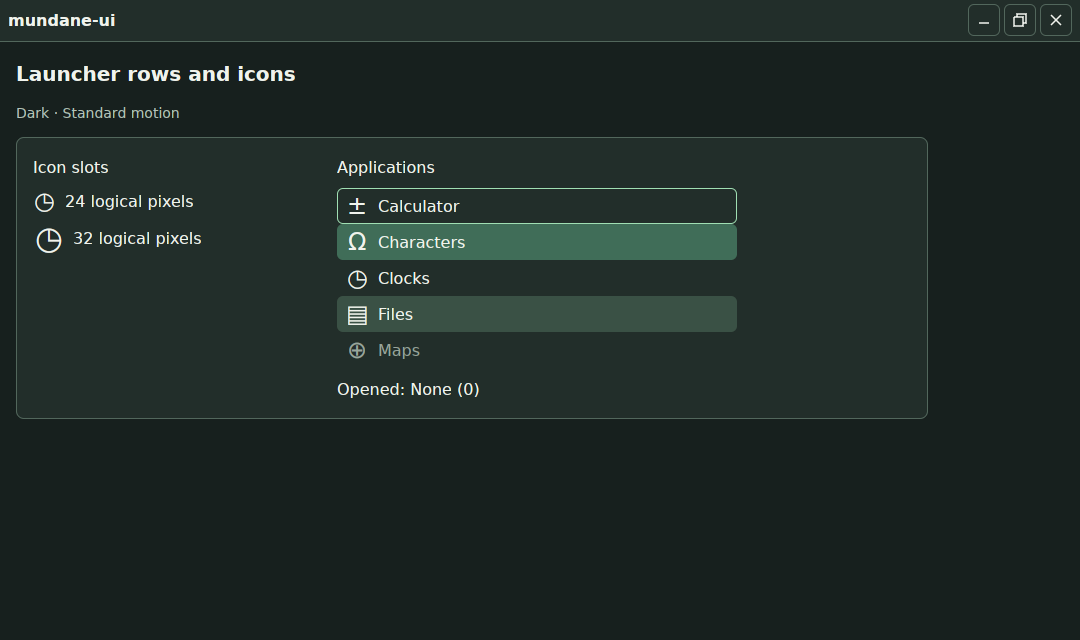 mundane-ui
Launcher rows and icons
Dark · Standard motion
Icon slots
24 logical pixels
32 logical pixels
Applications
± Calculator
Ω Characters
Clocks
Files
Maps
Opened: None (0)